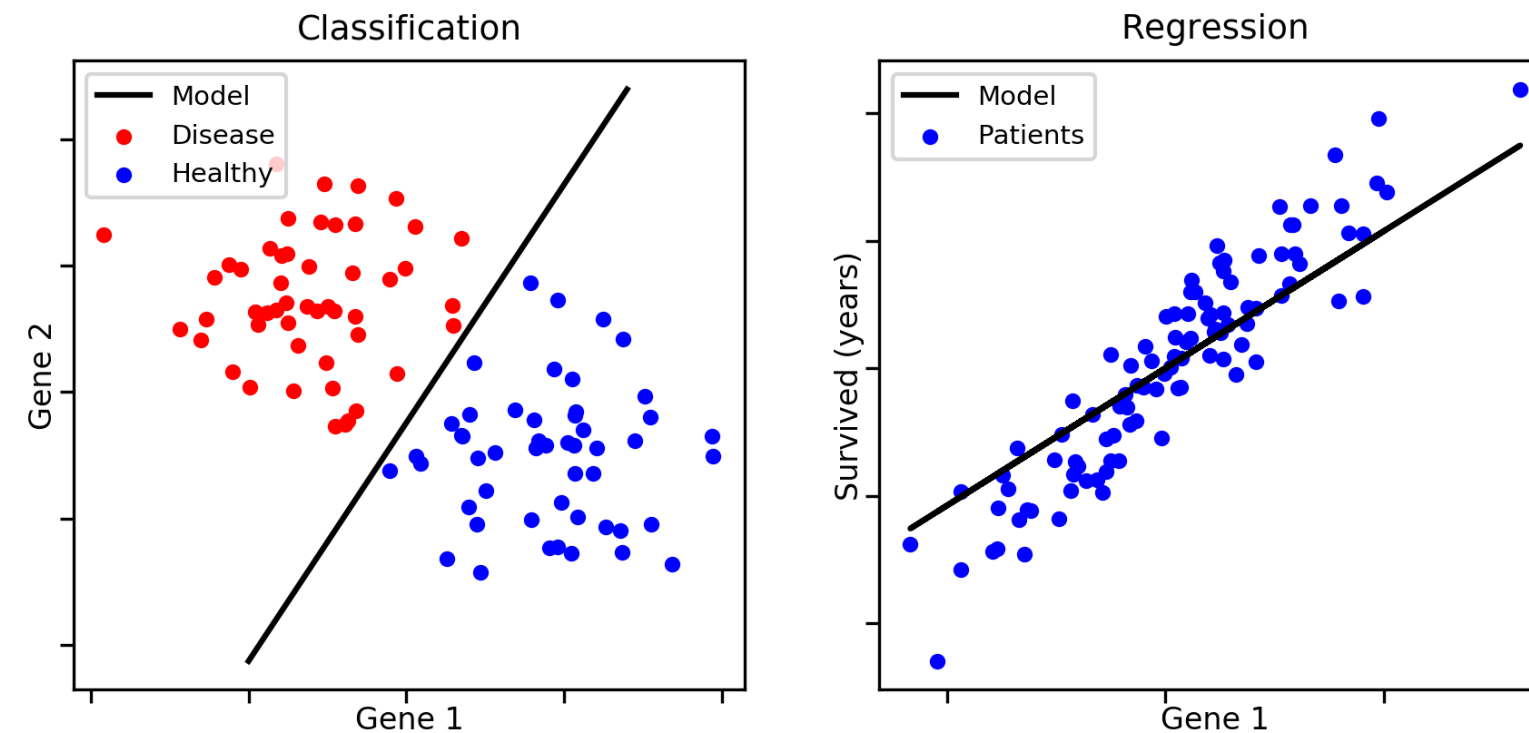 Classification
Model
Disease
Healthy
Gene 2
Gene 1
Regression
Model
Patients
Survived (years)
Gene 1